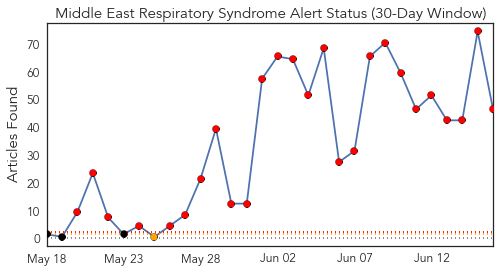 Middle East Respiratory Syndrome Alert Status (30-Day Window)
Articles Found
70
60
50
40
30
20
10
0
May 18 May 23 May 28 Jun 02 Jun 07 Jun 12